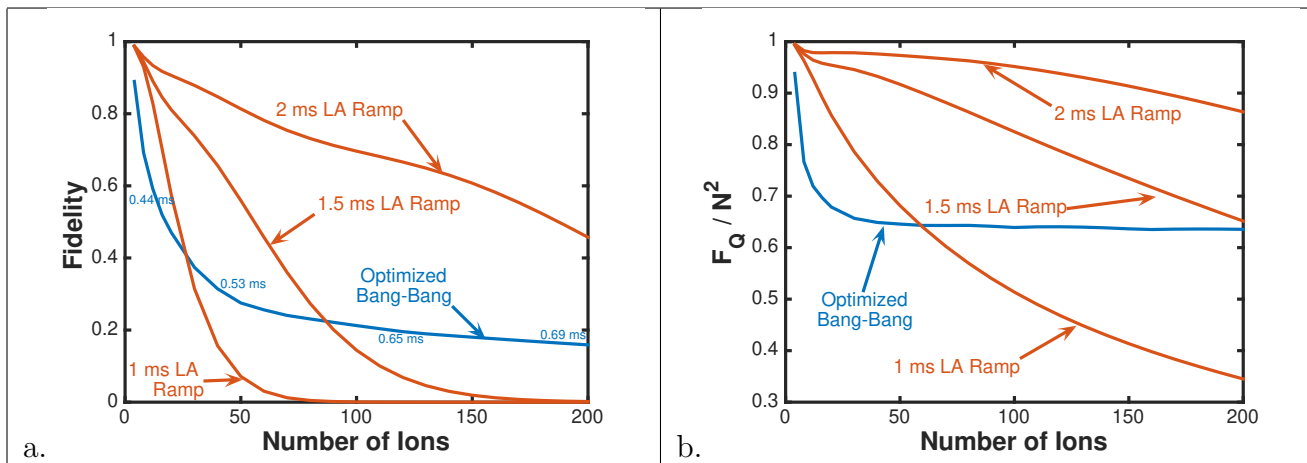 1
0.8
0.6
0.4
0.2
0
0
50
100
150
200
Fidelity
Number of Ions
2 ms LA Ramp
1.5 ms LA Ramp
0.44 ms
0.53 ms
Optimized
Bang-Bang
0.65 ms
0.69 ms
1 ms LA
Ramp
a.
1
0.9
0.8
0.7
0.6
0.5
0.4
0.3
0
50
100
150
200
F_Q / N^2
Number of Ions
2 ms LA Ramp
1.5 ms LA Ramp
Optimized
Bang-Bang
1 ms LA Ramp
b.